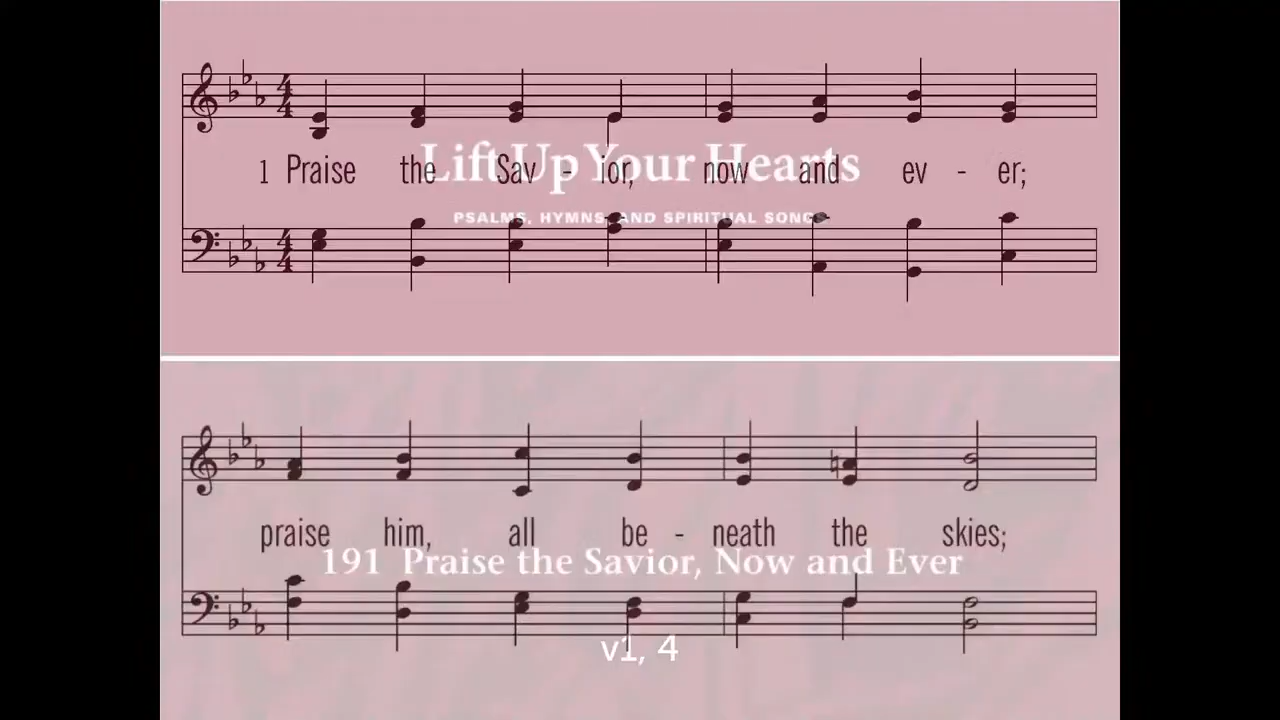 Lift Up Your Hearts
1 Praise the Sav - ior, now and ev - er;
PSALMS, HYMNS, AND SPIRITUAL SONGS
praise him, all be - neath the skies;
191 Praise the Savior, Now and Ever
v1, 4